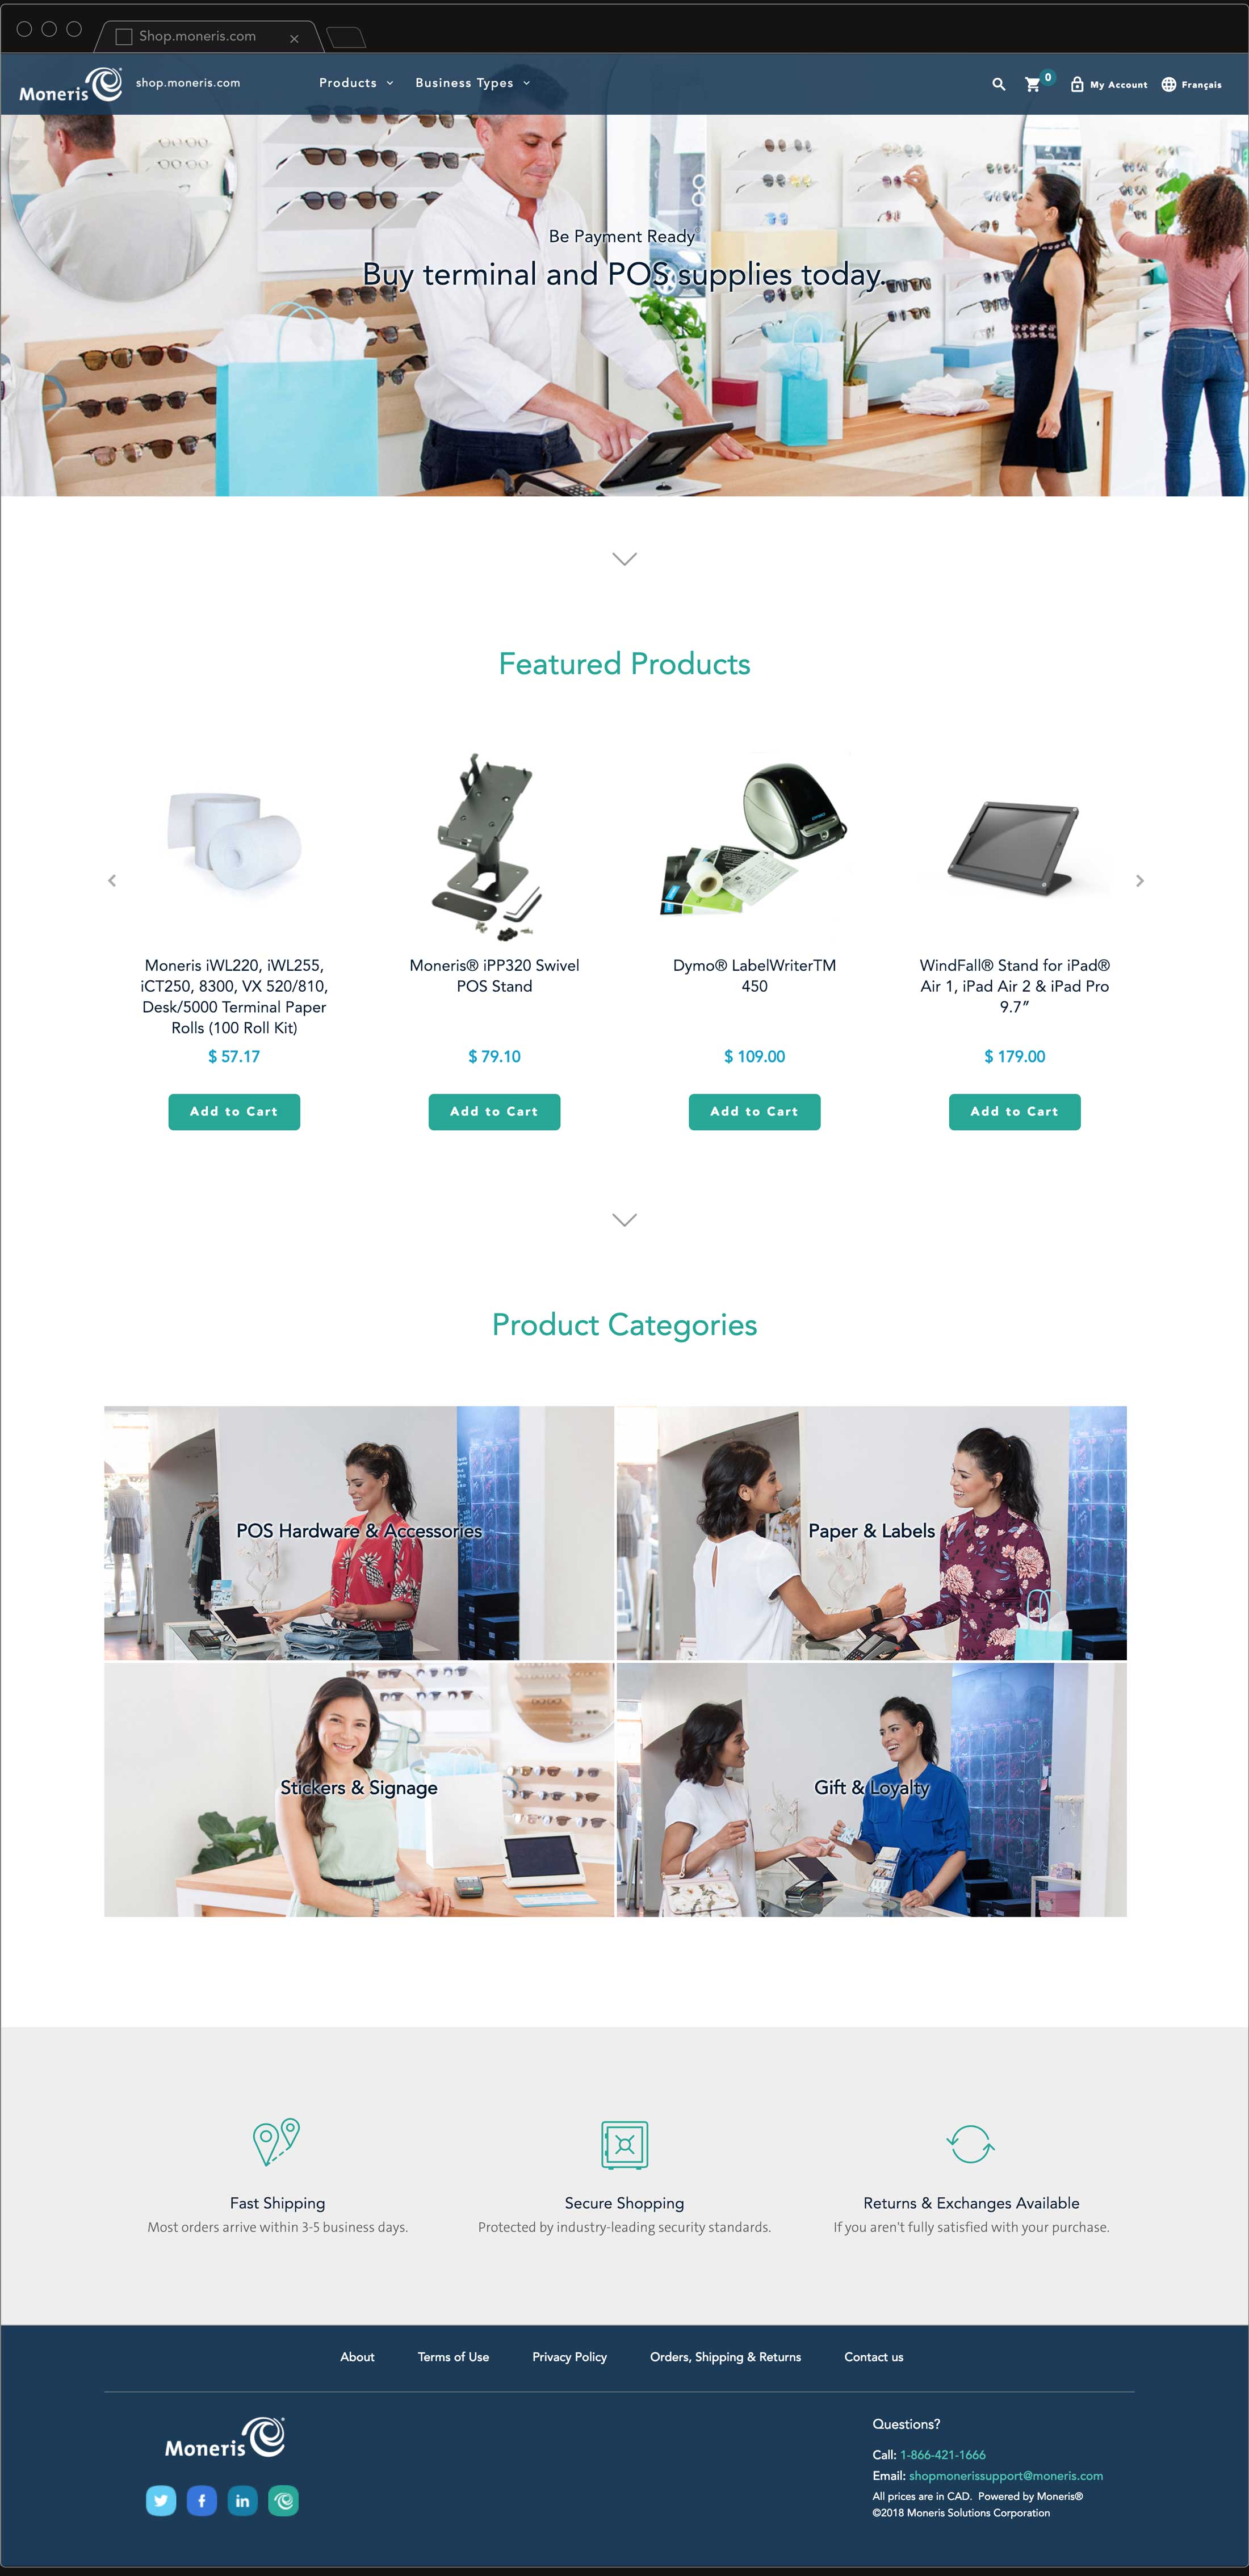 Shop.moneris.com
Moneris
shop.moneris.com
Products
Business Types
0
My Account
Français
Be Payment Ready
Buy terminal and POS supplies today.
Featured Products
Moneris iWL220, iWL255,
iCT250, 8300, VX 520/810,
Desk/5000 Terminal Paper
Rolls (100 Roll Kit)
$ 57.17
Add to Cart
Moneris® iPP320 Swivel
POS Stand
$ 79.10
Add to Cart
Dymo® LabelWriterTM
450
$ 109.00
Add to Cart
WindFall® Stand for iPad®
Air 1, iPad Air 2 & iPad Pro
9.7”
$ 179.00
Add to Cart
Product Categories
POS Hardware & Accessories
Paper & Labels
Stickers & Signage
Gift & Loyalty
Fast Shipping
Most orders arrive within 3-5 business days.
Secure Shopping
Protected by industry-leading security standards.
Returns & Exchanges Available
If you aren't fully satisfied with your purchase.
About
Terms of Use
Privacy Policy
Orders, Shipping & Returns
Contact us
Moneris
Questions?
Call: 1-866-421-1666
Email: shopmonerissupport@moneris.com
All prices are in CAD. Powered by Moneris®
©2018 Moneris Solutions Corporation